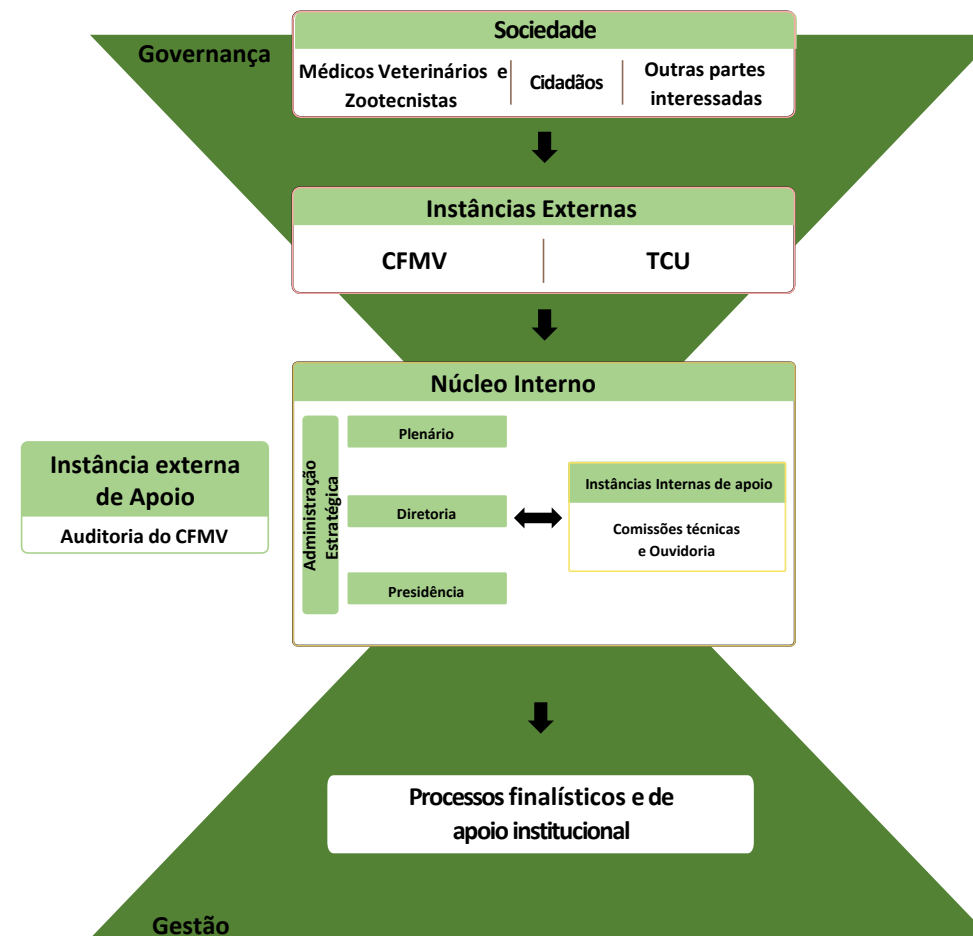 Governança
Sociedade
Médicos Veterinários e
Zootecnistas
Cidadãos
Outras partes
interessadas
Instâncias Externas
CFMV
TCU
Núcleo Interno
Administração
Estratégica
Plenário
Diretoria
Presidência
Instâncias Internas de apoio
Comissões técnicas
e Ouvidoria
Instância externa
de Apoio
Auditoria do CFMV
Processos finalísticos e de
apoio institucional
Gestão